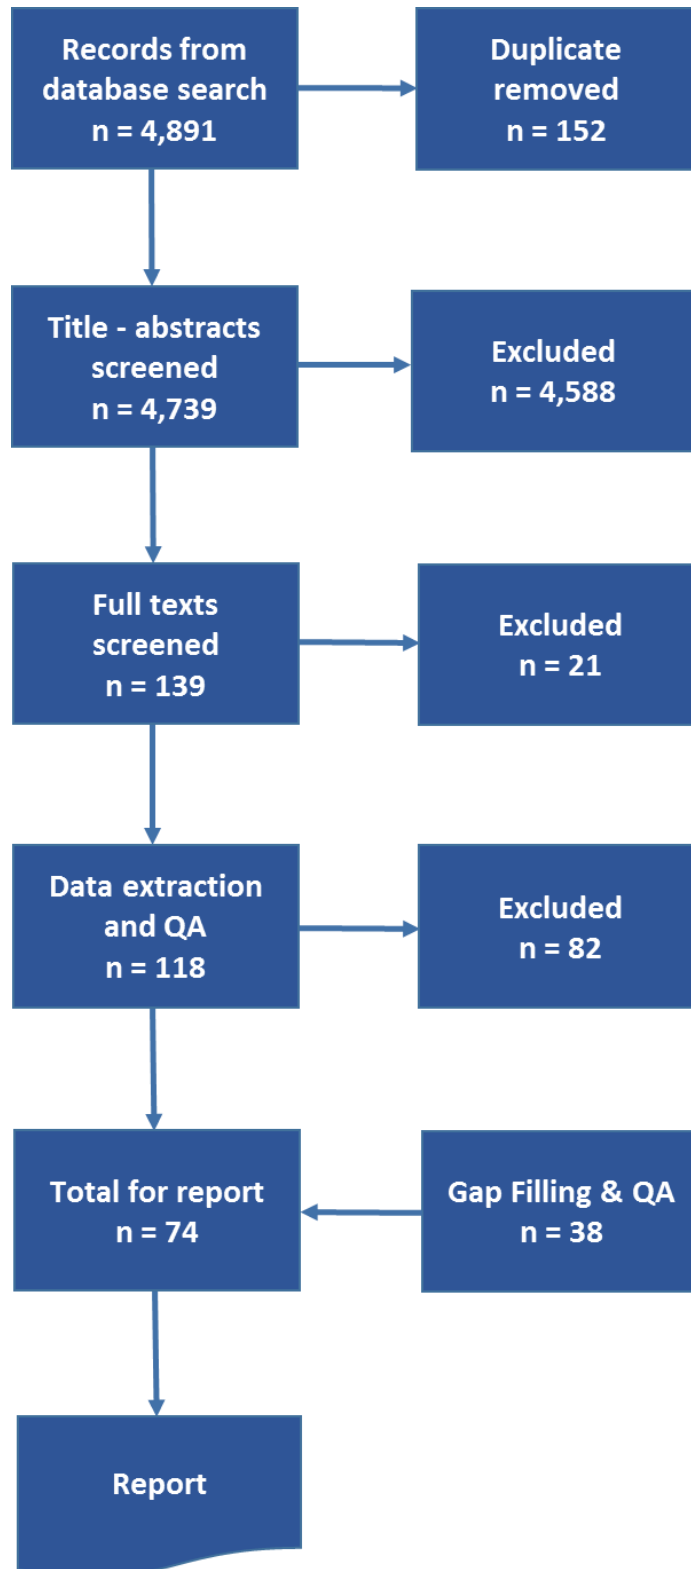 Records from
database search
n = 4,891
Duplicate
removed
n = 152
Title - abstracts
screened
n = 4,739
Excluded
n = 4,588
Full texts
screened
n = 139
Excluded
n = 21
Data extraction
and QA
n = 118
Excluded
n = 82
Total for report
n = 74
Gap Filling & QA
n = 38
Report